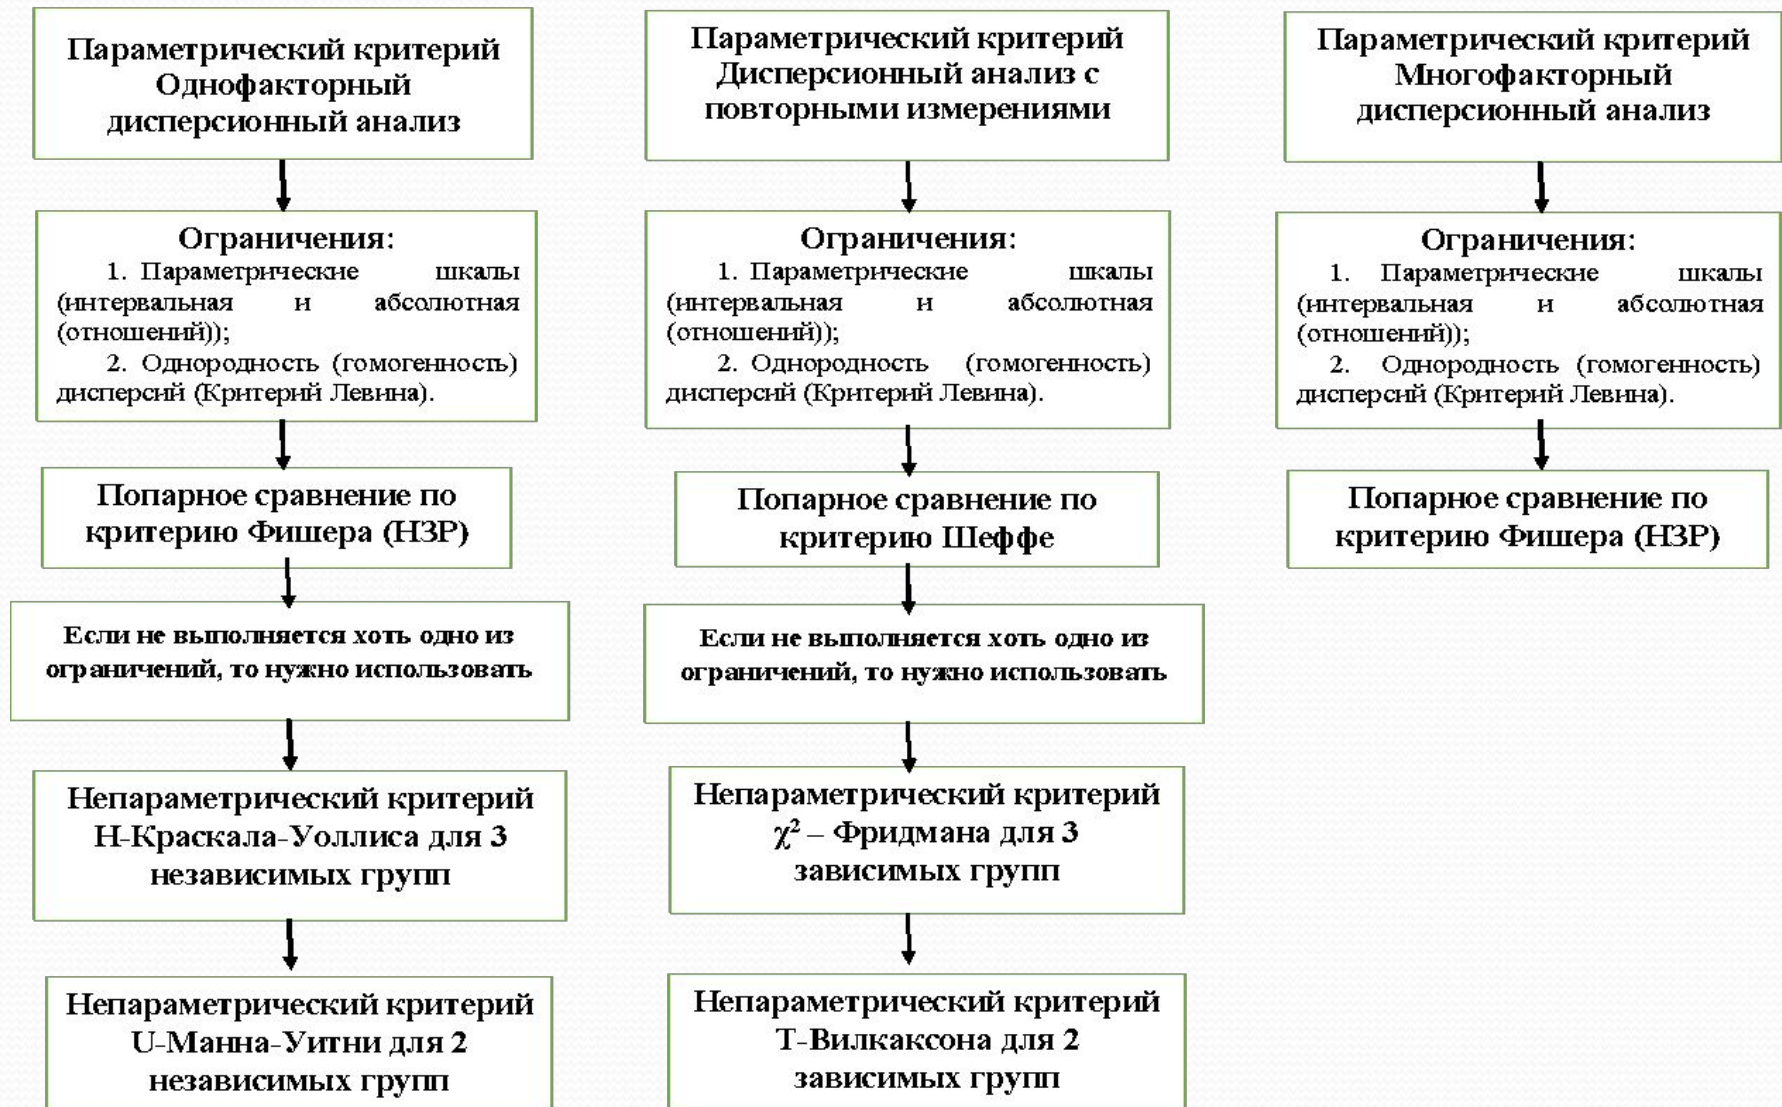 Параметрический критерий
Однофакторный
дисперсионный анализ
Ограничения:
1. Параметрические шкалы
(интервальная и абсолютная
(отношений));
2. Однородность (гомогенность)
дисперсий (Критерий Левина).
Попарное сравнение по
критерию Фишера (НЗР)
Если не выполняется хоть одно из
ограничений, то нужно использовать
Непараметрический критерий
Н-Краскала-Уоллиса для 3
независимых групп
Непараметрический критерий
U-Манна-Уитни для 2
независимых групп
Параметрический критерий
Дисперсионный анализ с
повторными измерениями
Ограничения:
1. Параметрические шкалы
(интервальная и абсолютная
(отношений));
2. Однородность (гомогенность)
дисперсий (Критерий Левина).
Попарное сравнение по
критерию Шеффе
Если не выполняется хоть одно из
ограничений, то нужно использовать
Непараметрический критерий
χ² – Фридмана для 3
зависимых групп
Непараметрический критерий
Т-Вилкаксона для 2
зависимых групп
Параметрический критерий
Многофакторный
дисперсионный анализ
Ограничения:
1. Параметрические шкалы
(интервальная и абсолютная
(отношений));
2. Однородность (гомогенность)
дисперсий (Критерий Левина).
Попарное сравнение по
критерию Фишера (НЗР)